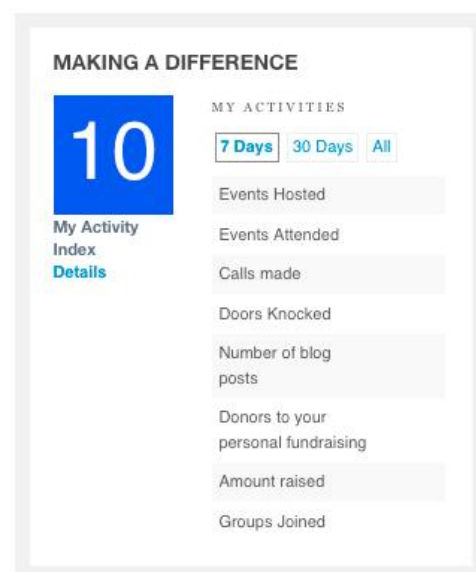 MAKING A DIFFERENCE
10
My Activity
Index
Details
MY ACTIVITIES
7 Days 30 Days All
Events Hosted
Events Attended
Calls made
Doors Knocked
Number of blog
posts
Donors to your
personal fundraising
Amount raised
Groups Joined